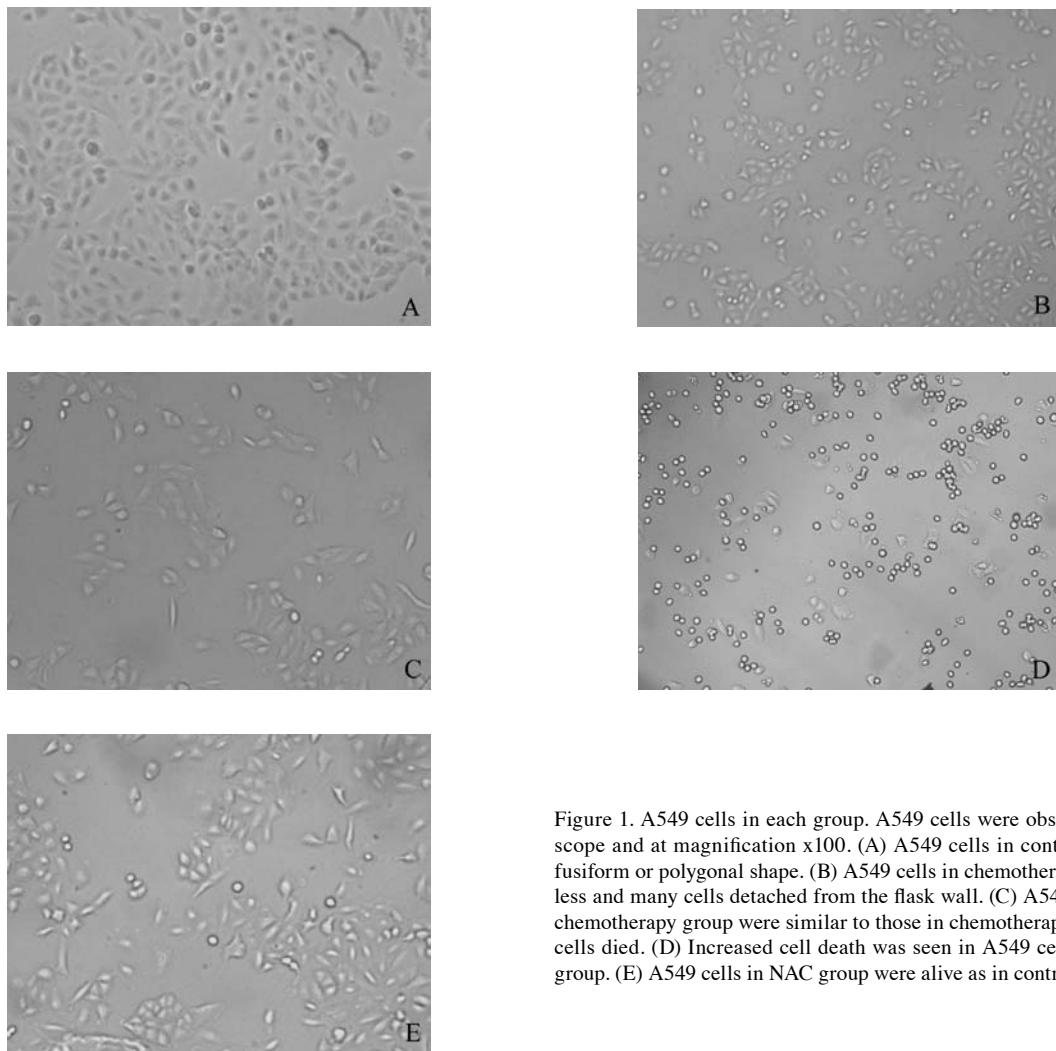 A
B
C
D
E
Figure 1. A549 cells in each group. A549 cells were obs
scope and at magnification x100. (A) A549 cells in cont
fusiform or polygonal shape. (B) A549 cells in chemother
less and many cells detached from the flask wall. (C) A54
chemotherapy group were similar to those in chemotherap
cells died. (D) Increased cell death was seen in A549 ce
group. (E) A549 cells in NAC group were alive as in contr